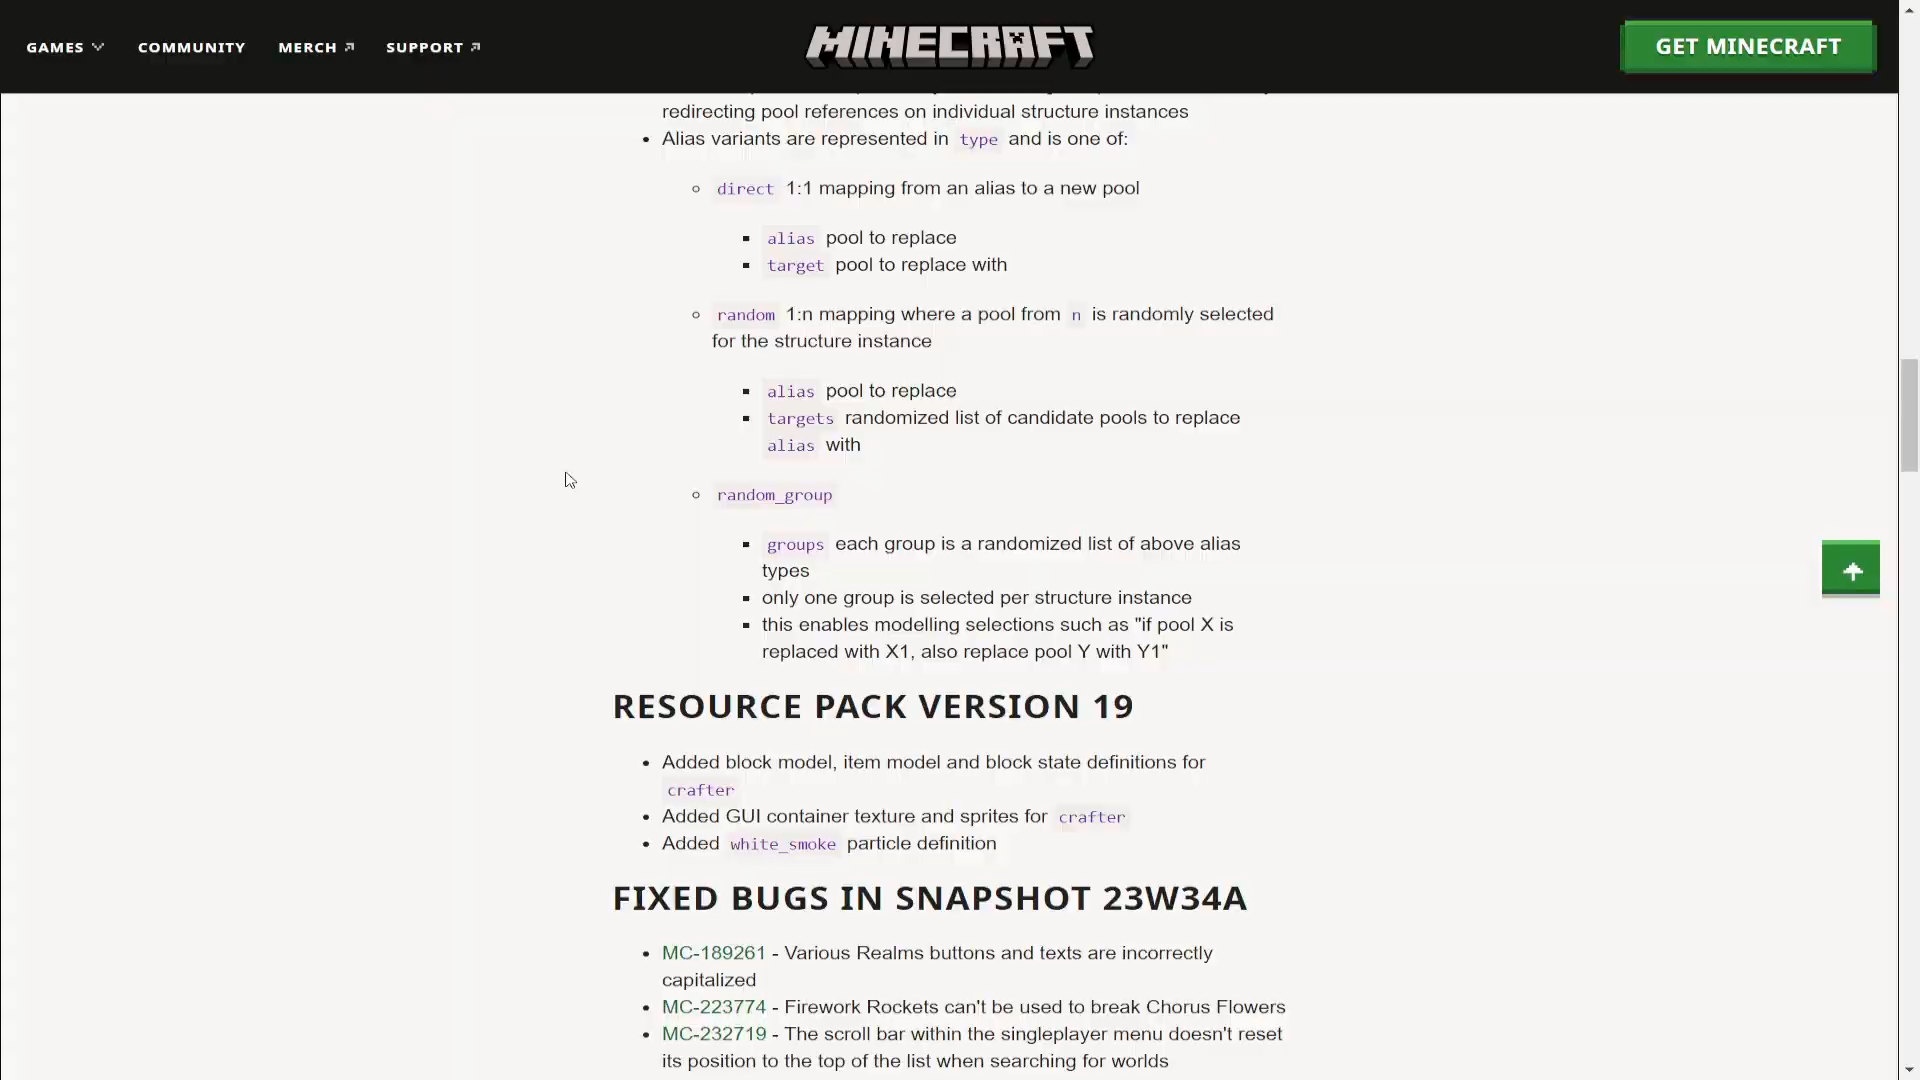 GAMES
COMMUNITY
MERCH
SUPPORT
MINECRAFT
GET MINECRAFT
redirecting pool references on individual structure instances
Alias variants are represented in type and is one of:
direct 1:1 mapping from an alias to a new pool
alias pool to replace
target pool to replace with
random 1:n mapping where a pool from n is randomly selected
for the structure instance
alias pool to replace
targets randomized list of candidate pools to replace
alias with
random_group
groups each group is a randomized list of above alias
types
only one group is selected per structure instance
this enables modelling selections such as "if pool X is
replaced with X1, also replace pool Y with Y1"
RESOURCE PACK VERSION 19
Added block model, item model and block state definitions for
crafter
Added GUI container texture and sprites for crafter
Added white_smoke particle definition
FIXED BUGS IN SNAPSHOT 23W34A
MC-189261 - Various Realms buttons and texts are incorrectly
capitalized
MC-223774 - Firework Rockets can't be used to break Chorus Flowers
MC-232719 - The scroll bar within the singleplayer menu doesn't reset
its position to the top of the list when searching for worlds